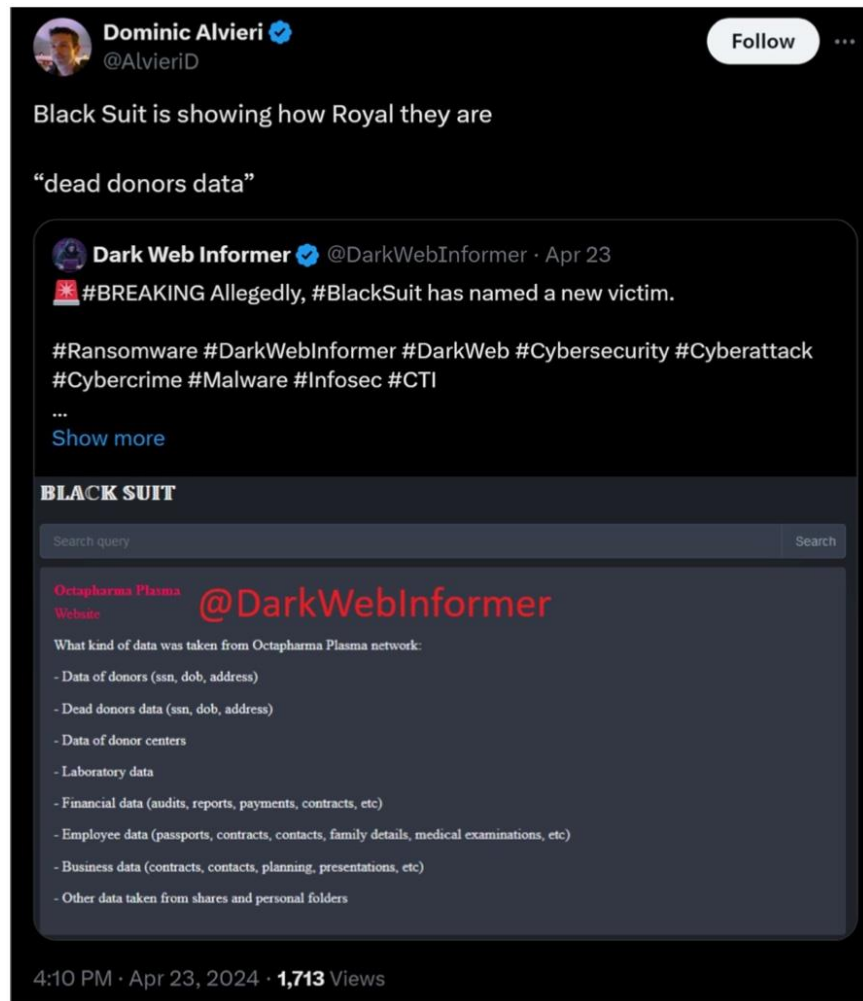 Dominic Alvieri
@AlvieriD
Follow
...
Black Suit is showing how Royal they are
“dead donors data”
Dark Web Informer @DarkWebInformer · Apr 23
#BREAKING Allegedly, #BlackSuit has named a new victim.
#Ransomware #DarkWebInformer #DarkWeb #Cybersecurity #Cyberattack
#Cybercrime #Malware #Infosec #CTI
...
Show more
BLACK SUIT
Search query
Search
Octapharma Plasma
@DarkWebInformer
Website
What kind of data was taken from Octapharma Plasma network:
- Data of donors (ssn, dob, address)
- Dead donors data (ssn, dob, address)
- Data of donor centers
- Laboratory data
- Financial data (audits, reports, payments, contracts, etc)
- Employee data (passports, contracts, contacts, family details, medical examinations, etc)
- Business data (contracts, contacts, planning, presentations, etc)
- Other data taken from shares and personal folders
4:10 PM · Apr 23, 2024 · 1,713 Views